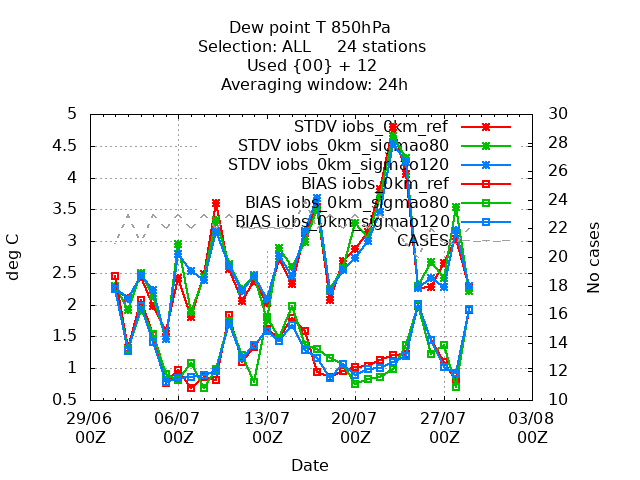 Dew point T 850hPa
Selection: ALL     24 stations
Used {00} + 12
Averaging window: 24h
STDV iobs_0km_ref
STDV iobs_0km_sigmao80
STDV iobs_0km_sigmao120
BIAS iobs_0km_ref
BIAS iobs_0km_sigmao80
BIAS iobs_0km_sigmao120
CASES
deg C
5
4.5
4
3.5
3
2.5
2
1.5
1
0.5
No cases
30
28
26
24
22
20
18
16
14
12
10
29/06 06/07 13/07 20/07 27/07 03/08
00Z 00Z 00Z 00Z 00Z 00Z
Date